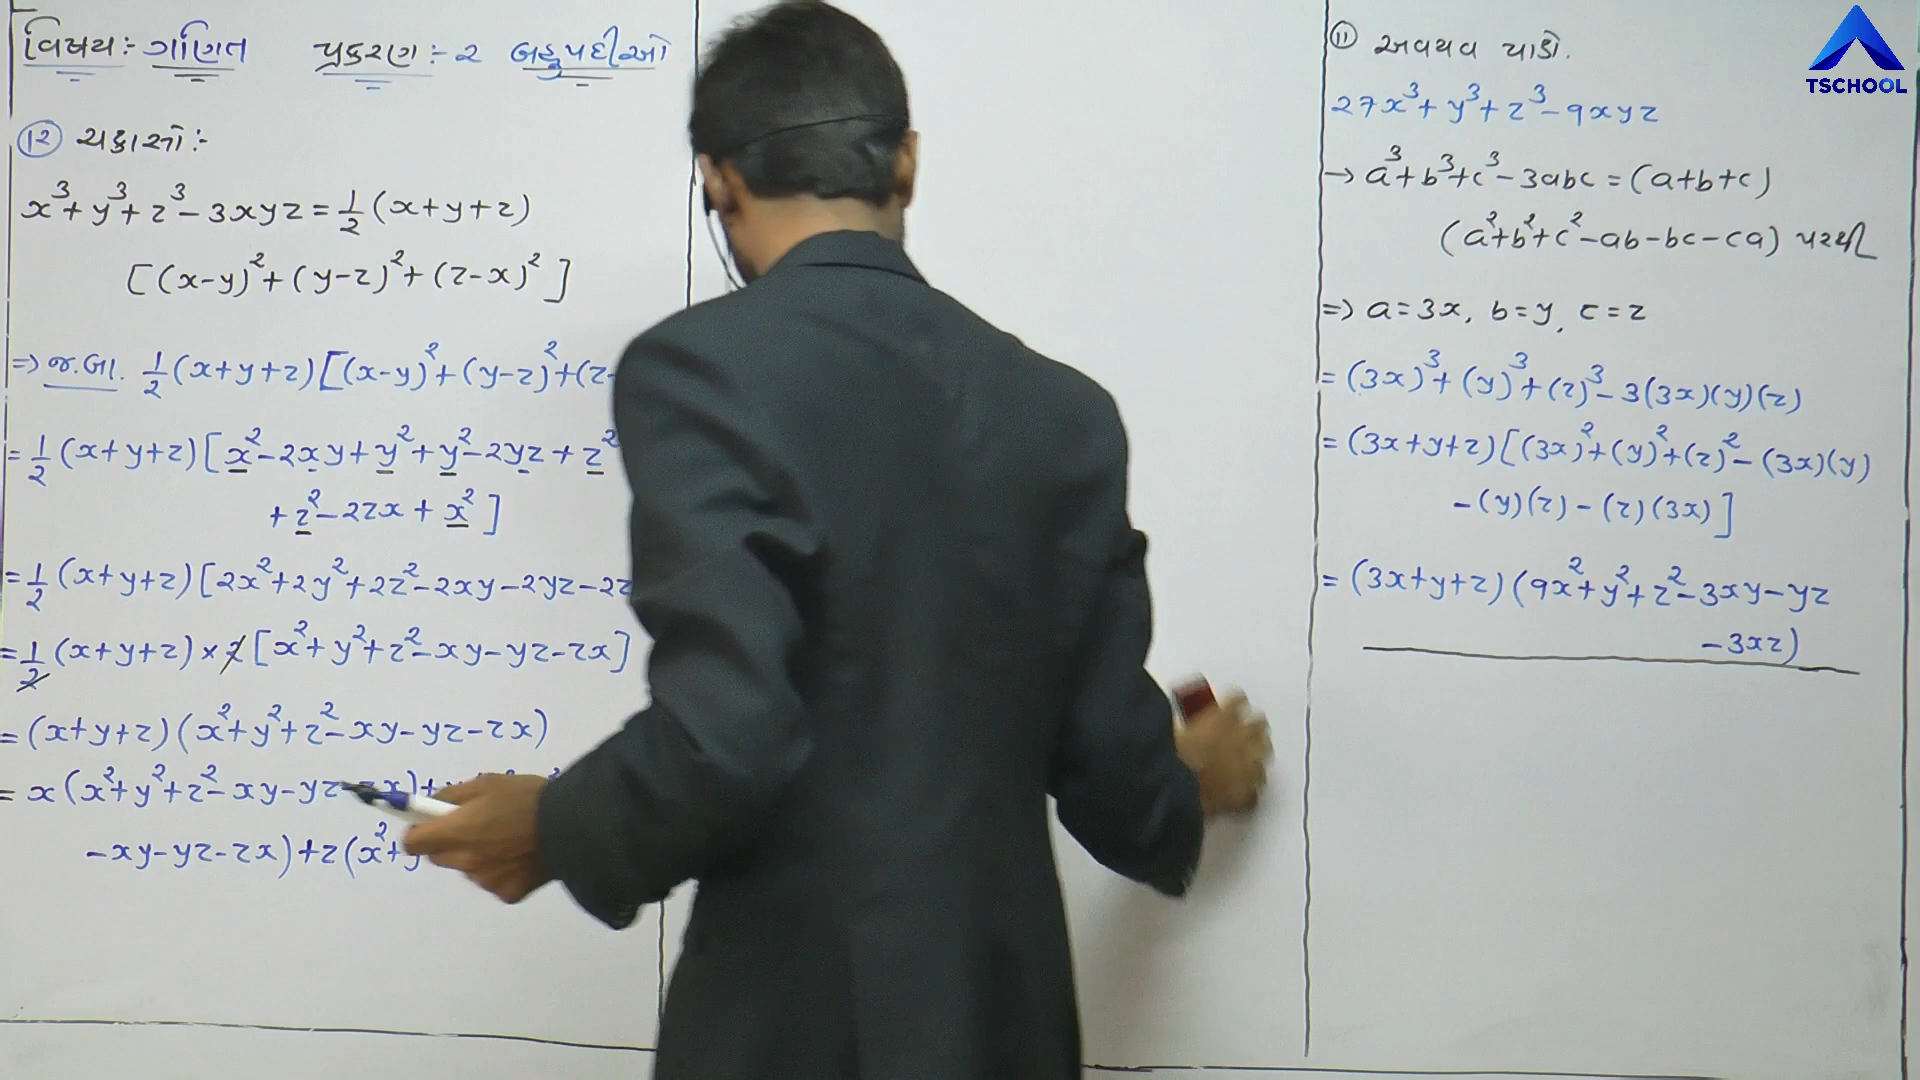 વિષય:- ગણિત પ્રકરણ:- ૨ બહુપદીઓ
(૧૨) ચકાસો:-
x³+y³+z³-3xyz=1/2(x+y+z)
[(x-y)²+(y-z)²+(z-x)²]
=> જ.બા. 1/2(x+y+z)[(x-y)²+(y-z)²+(z-
=1/2(x+y+z)[x²-2xy+y²+y²-2yz+z²
+z²-2zx+x²]
=1/2(x+y+z)[2x²+2y²+2z²-2xy-2yz-2z
=1/2(x+y+z)×2[x²+y²+z²-xy-yz-zx]
=(x+y+z)(x²+y²+z²-xy-yz-zx)
=x(x²+y²+z²-xy-yz-zx)+
-xy-yz-zx)+z(x²+y
(૧૧) અવયવ પાડો.
27x³+y³+z³-9xyz
→ a³+b³+c³-3abc=(a+b+c)
(a²+b²+c²-ab-bc-ca) પરથી
=> a=3x, b=y, c=z
=(3x)³+(y)³+(z)³-3(3x)(y)(z)
=(3x+y+z)[(3x)²+(y)²+(z)²-(3x)(y)
-(y)(z)-(z)(3x)]
=(3x+y+z)(9x²+y²+z²-3xy-yz
-3xz)
TSCHOOL